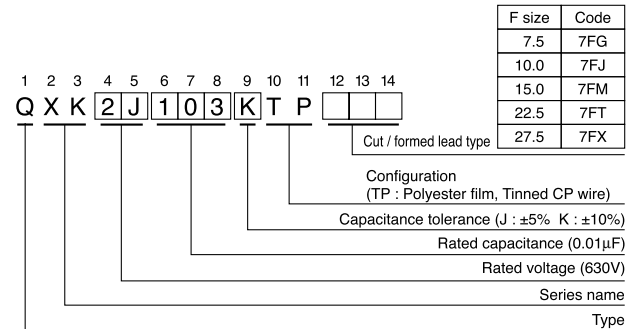 F size Code
7.5 7FG
10.0 7FJ
15.0 7FM
22.5 7FT
27.5 7FX
1 2 3 4 5 6 7 8 9 10 11 12 13 14
Q X K 2 J 1 0 3 K T P
Cut / formed lead type
Configuration
(TP : Polyester film, Tinned CP wire)
Capacitance tolerance (J : ±5% K : ±10%)
Rated capacitance (0.01µF)
Rated voltage (630V)
Series name
Type